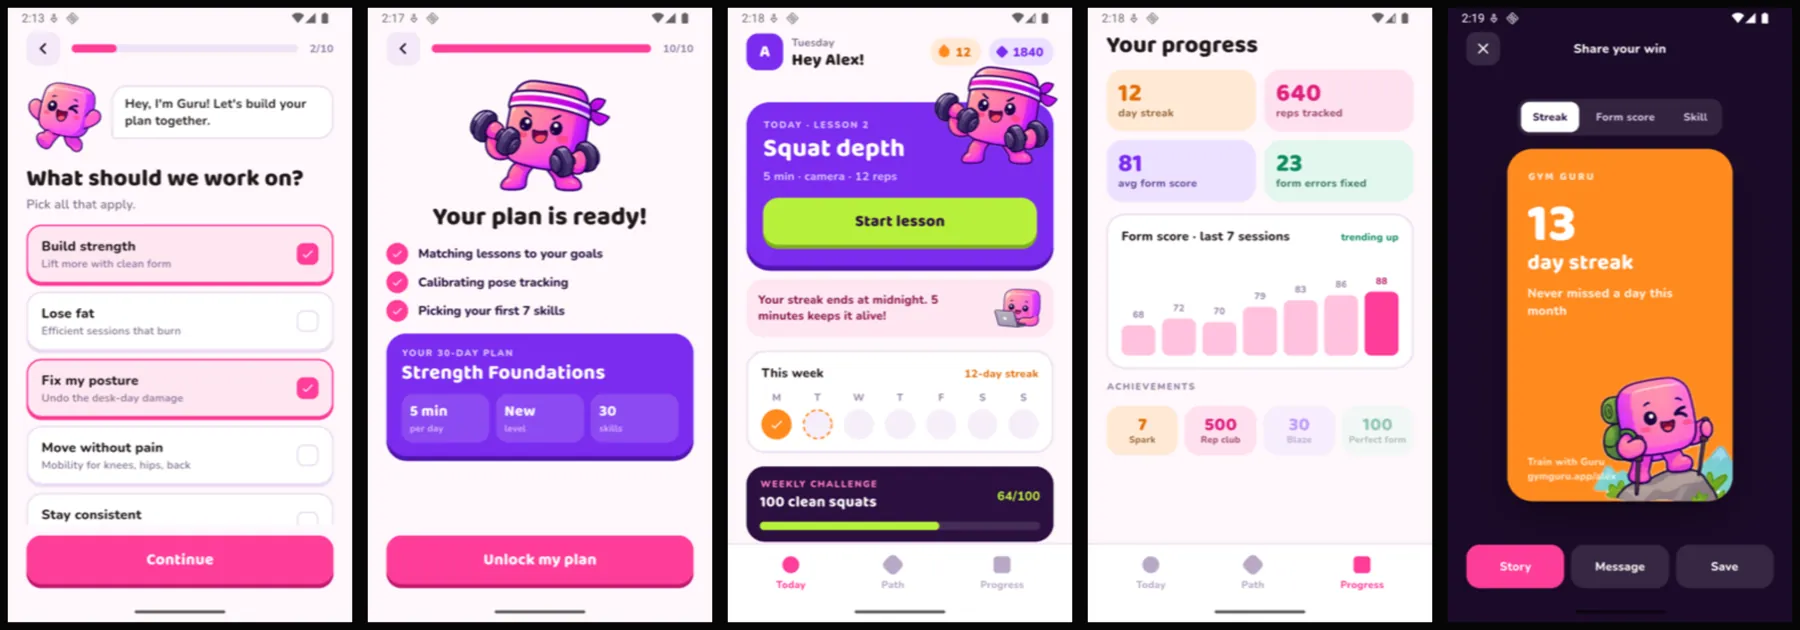 2:13
2/10
Hey, I'm Guru! Let's build your
plan together.
What should we work on?
Pick all that apply.
Build strength
Lift more with clean form
Lose fat
Efficient sessions that burn
Fix my posture
Undo the desk-day damage
Move without pain
Mobility for knees, hips, back
Stay consistent
Continue
2:17
10/10
Your plan is ready!
Matching lessons to your goals
Calibrating pose tracking
Picking your first 7 skills
YOUR 30-DAY PLAN
Strength Foundations
5 min
per day
New
level
30
skills
Unlock my plan
2:18
A
Tuesday
Hey Alex!
12
1840
TODAY · LESSON 2
Squat depth
5 min · camera · 12 reps
Start lesson
Your streak ends at midnight. 5
minutes keeps it alive!
This week
12-day streak
M T W T F S S
WEEKLY CHALLENGE
100 clean squats
64/100
Today
Path
Progress
2:18
Your progress
12
day streak
640
reps tracked
81
avg form score
23
form errors fixed
Form score · last 7 sessions
trending up
68 72 70 79 83 86 88
ACHIEVEMENTS
7
Spark
500
Rep club
30
Blaze
100
Perfect form
Today
Path
Progress
2:19
Share your win
Streak
Form score
Skill
GYM GURU
13
day streak
Never missed a day this
month
Train with Guru
gymguru.app/alex
Story
Message
Save